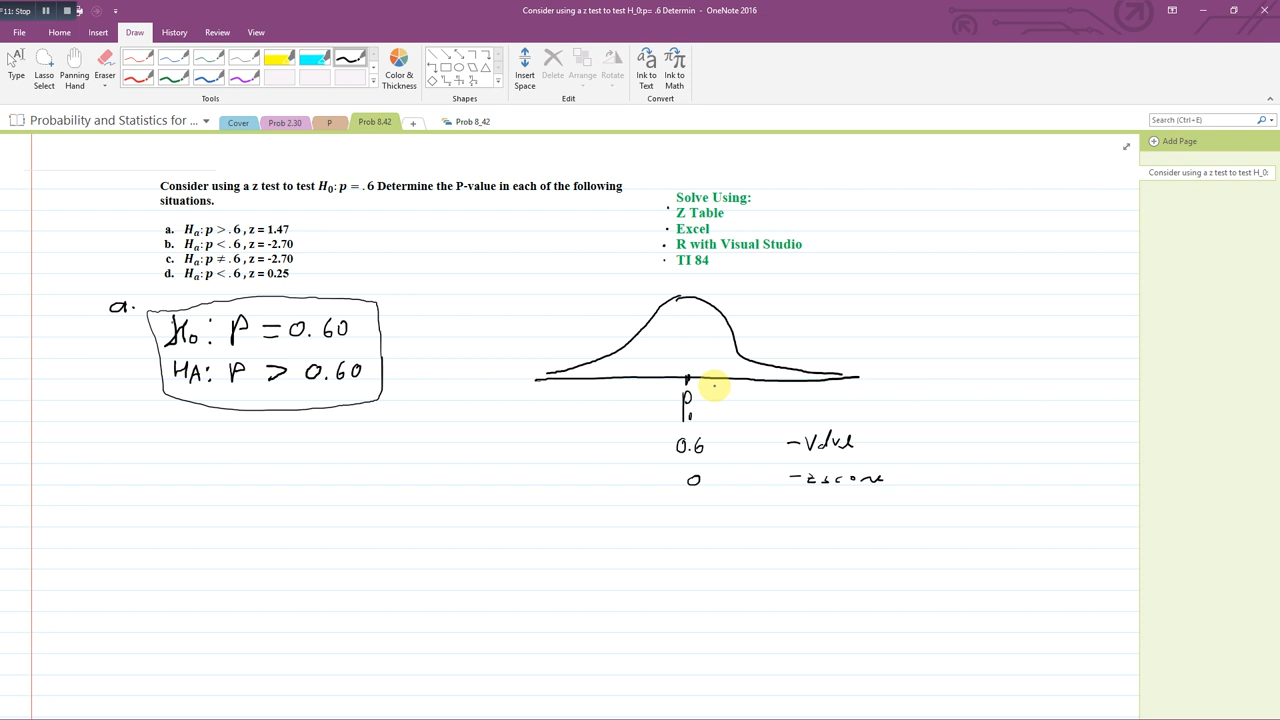 F11: Stop
Consider using a z test to test H_0:p= .6 Determin - OneNote 2016
File Home Insert Draw History Review View
Type Lasso Select Panning Hand Eraser Color & Thickness Insert Space Delete Arrange Rotate Ink to Text Ink to Math
Tools Shapes Edit Convert
Probability and Statistics for ... Cover Prob 2.30 P Prob 8.42 + Prob 8_42 Search (Ctrl+E)
Add Page
Consider using a z test to test H_0:
Consider using a z test to test H₀: p = .6 Determine the P-value in each of the following
situations.
a. Hₐ: p > .6, z = 1.47
b. Hₐ: p < .6, z = -2.70
c. Hₐ: p ≠ .6, z = -2.70
d. Hₐ: p < .6, z = 0.25
Solve Using:
Z Table
Excel
R with Visual Studio
TI 84
a.
H₀: P = 0.60
HA: P > 0.60
0.6 - Value
0 - z score